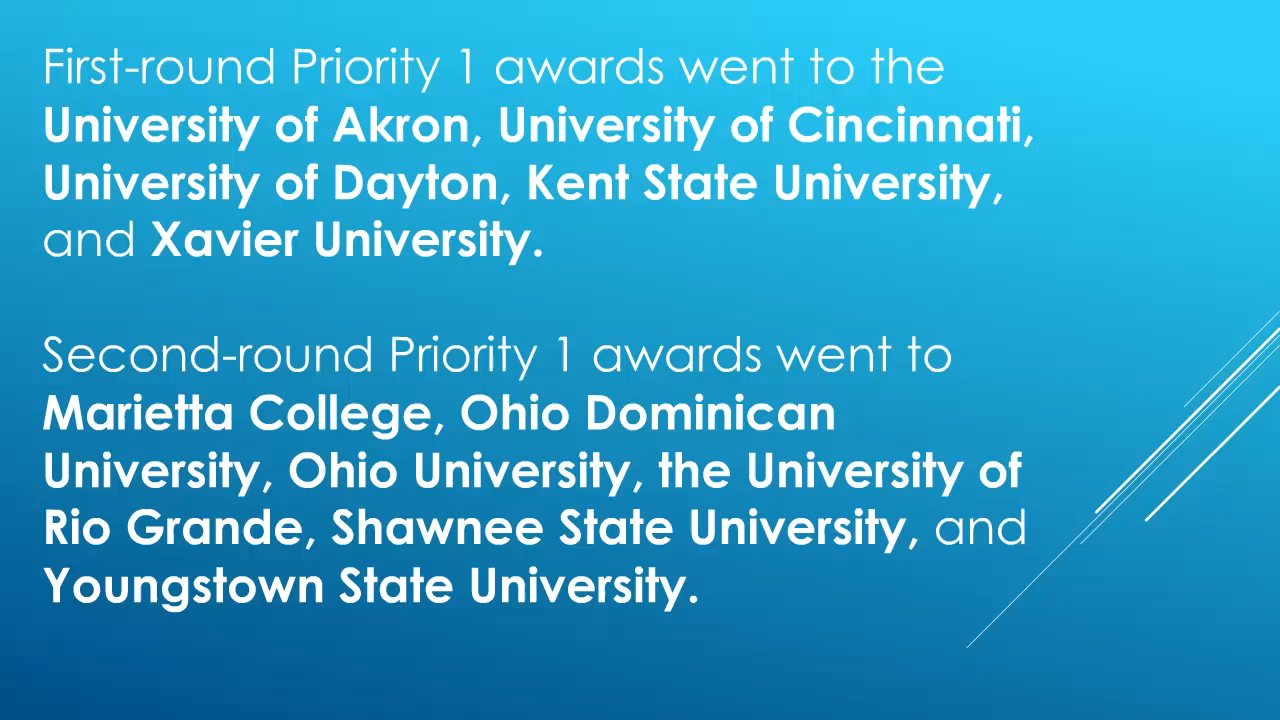 First-round Priority 1 awards went to the
University of Akron, University of Cincinnati,
University of Dayton, Kent State University,
and Xavier University.
Second-round Priority 1 awards went to
Marietta College, Ohio Dominican
University, Ohio University, the University of
Rio Grande, Shawnee State University, and
Youngstown State University.